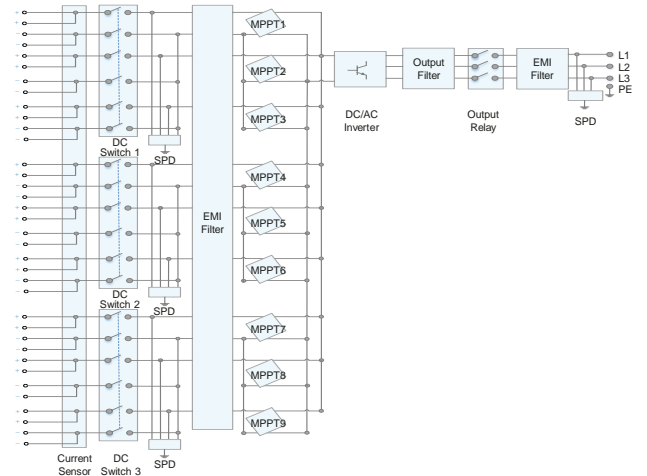 MPPT1
MPPT2
MPPT3
DC
Switch 1
SPD
MPPT4
MPPT5
MPPT6
DC
Switch 2
SPD
MPPT7
MPPT8
MPPT9
Current
Sensor
DC
Switch 3
SPD
EMI
Filter
DC/AC
Inverter
Output
Filter
Output
Relay
EMI
Filter
L1
L2
L3
PE
SPD